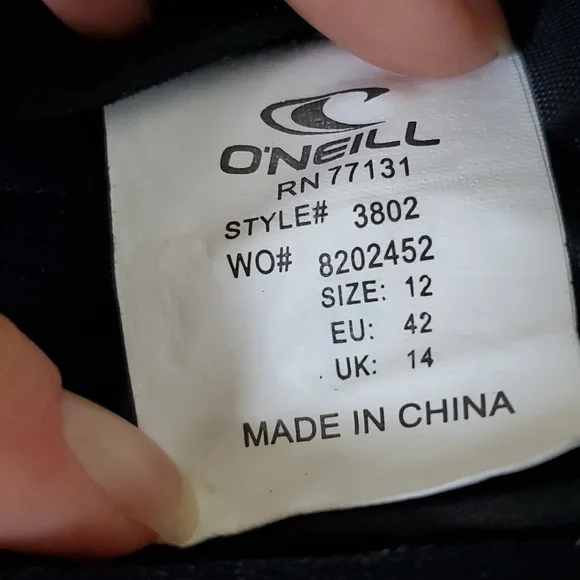 O'NEILL
RN 77131
STYLE# 3802
WO# 8202452
SIZE: 12
EU: 42
UK: 14
MADE IN CHINA